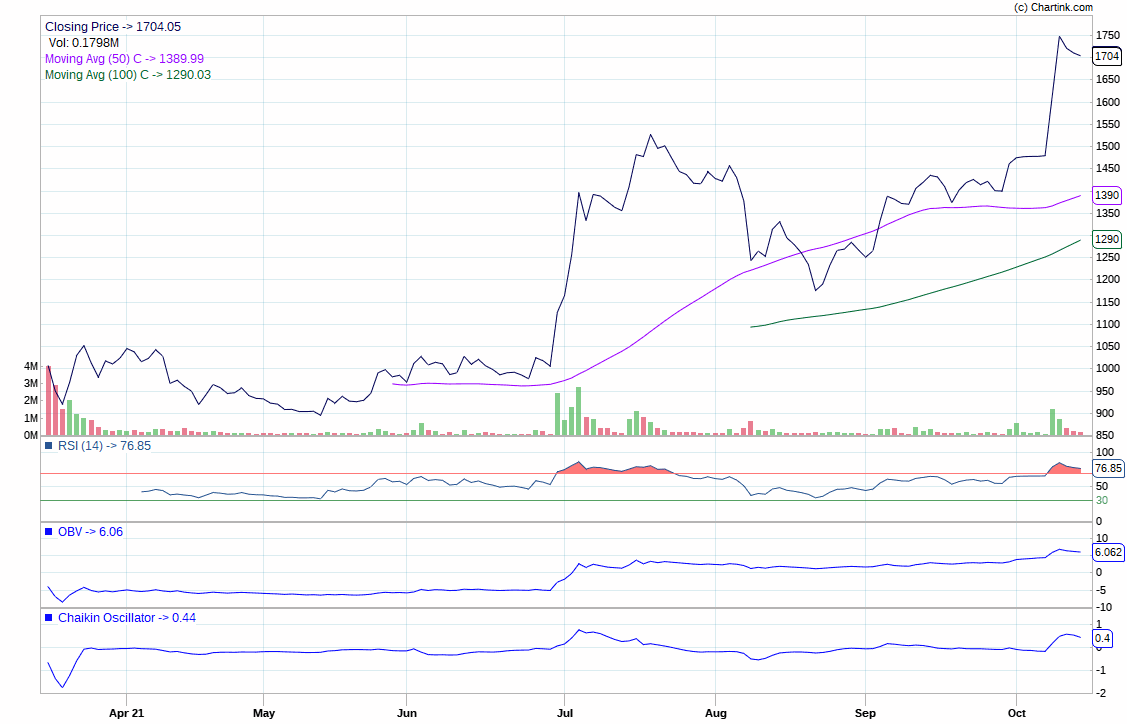 (c) Chartink.com
Closing Price -> 1704.05
Vol: 0.1798M
Moving Avg (50) C -> 1389.99
Moving Avg (100) C -> 1290.03
1750
1704
1650
1600
1550
1500
1450
1400
1390
1350
1290
1250
1200
1150
1100
1050
1000
950
900
850
4M
3M
2M
1M
0M
RSI (14) -> 76.85
100
76.85
50
30
0
OBV -> 6.06
10
6.062
0
-5
-10
Chaikin Oscillator -> 0.44
1
0.4
0
-1
-2
Apr 21 May Jun Jul Aug Sep Oct